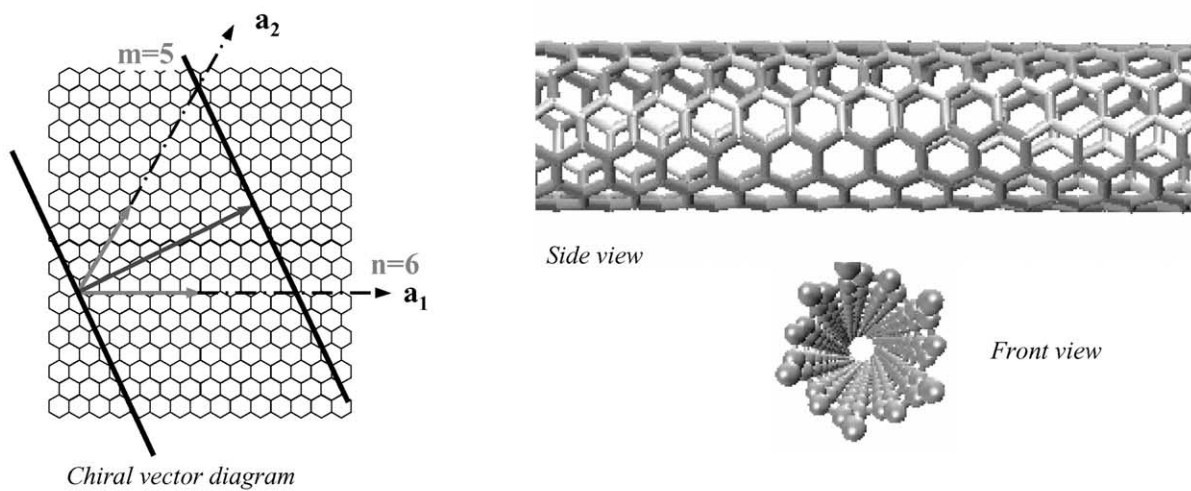 a2
m=5
n=6
a1
Chiral vector diagram
Side view
Front view